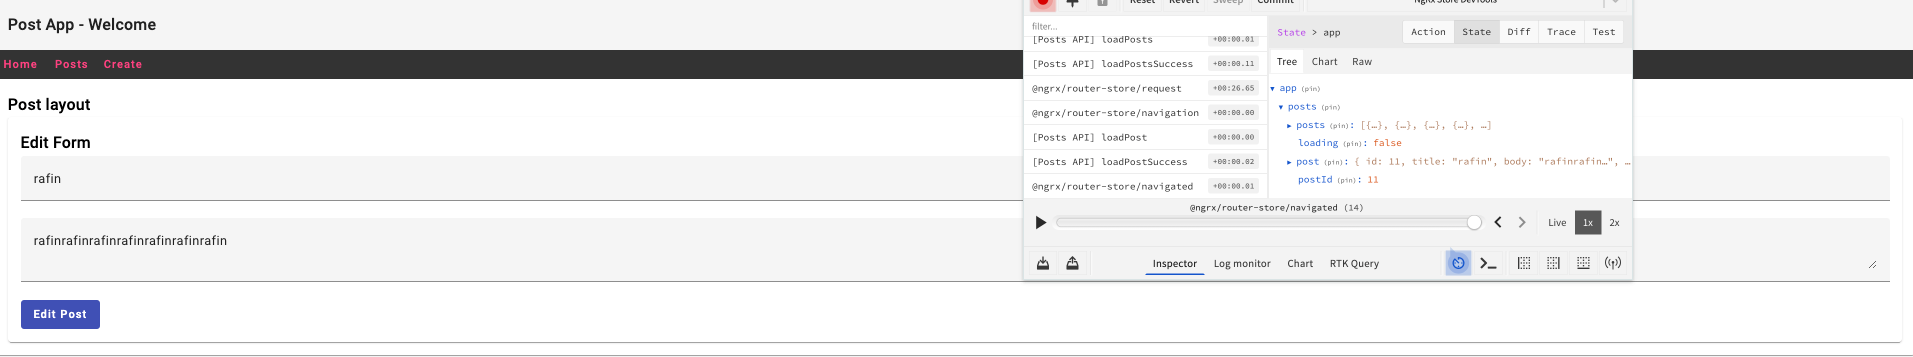 Post App - Welcome
Home Posts Create
Post layout
Edit Form
rafin
rafinrafinrafinrafinrafinrafinrafin
Edit Post
Reset Revert Sweep Commit NgRx Store DevTools
filter...
[Posts API] loadPosts +00:00.01
[Posts API] loadPostsSuccess +00:00.11
@ngrx/router-store/request +00:26.65
@ngrx/router-store/navigation +00:00.00
[Posts API] loadPost +00:00.00
[Posts API] loadPostSuccess +00:00.02
@ngrx/router-store/navigated +00:00.01
State > app Action State Diff Trace Test
Tree Chart Raw
app (pin)
posts (pin)
posts (pin): [{…}, {…}, {…}, {…}, …]
loading (pin): false
post (pin): { id: 11, title: "rafin", body: "rafinrafin…", …
postId (pin): 11
@ngrx/router-store/navigated (14)
Live 1x 2x
Inspector Log monitor Chart RTK Query